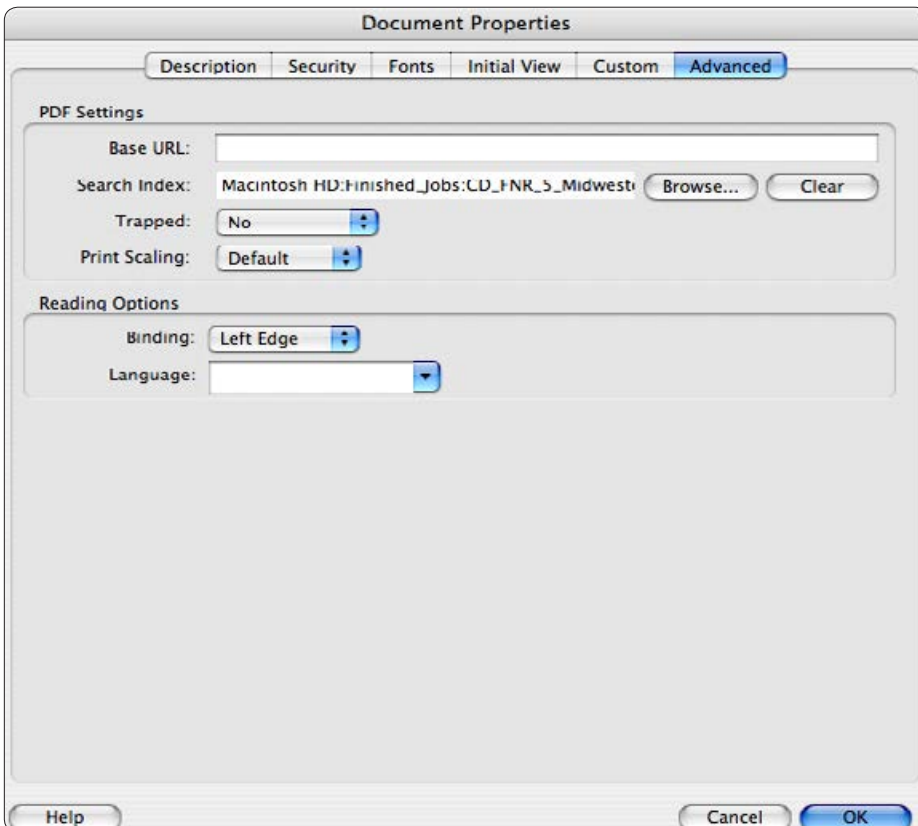 Document Properties
Description Security Fonts Initial View Custom Advanced
PDF Settings
Base URL:
Search Index: Macintosh HD:Finished_Jobs:CD_FNR_5_Midweste Browse... Clear
Trapped: No
Print Scaling: Default
Reading Options
Binding: Left Edge
Language:
Help Cancel OK